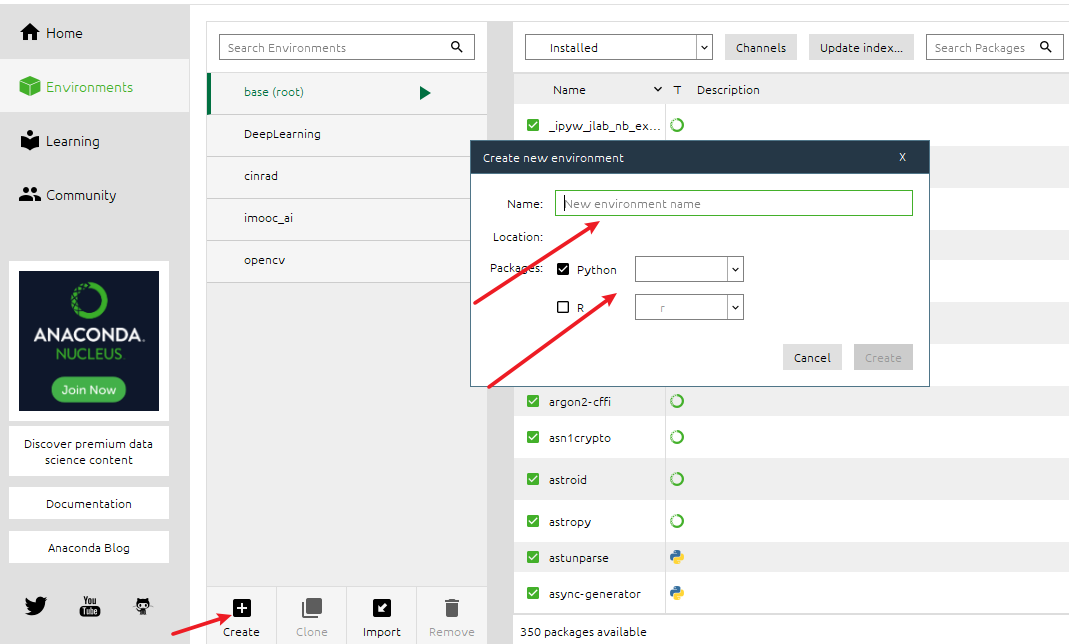 Home
Environments
Learning
Community
ANACONDA.
NUCLEUS
Join Now
Discover premium data
science content
Documentation
Anaconda Blog
You
Tube
Search Environments
base (root)
DeepLearning
cinrad
imooc_ai
opencv
Create
Clone
Import
Remove
Installed
Channels
Update index...
Search Packages
Name
T
Description
_ipyw_jlab_nb_ex...
Create new environment
X
Name:
New environment name
Location:
Packages:
Python
R
r
Cancel
Create
argon2-cffi
asn1crypto
astroid
astropy
astunparse
async-generator
350 packages available